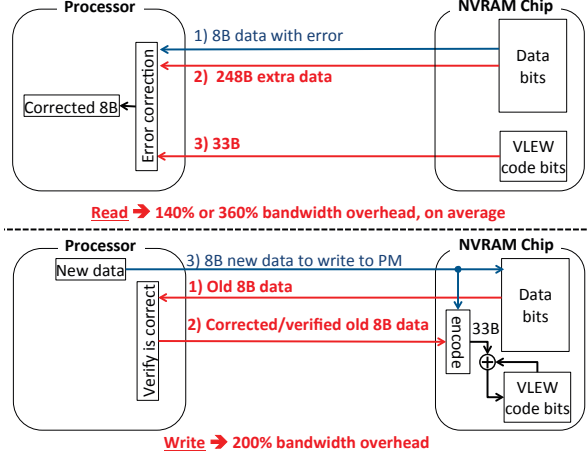 Processor
NVRAM Chip
1) 8B data with error
2) 248B extra data
Data
bits
Error correction
Corrected 8B
3) 33B
VLEW
code bits
Read ➔ 140% or 360% bandwidth overhead, on average
Processor
NVRAM Chip
New data
3) 8B new data to write to PM
1) Old 8B data
Data
bits
Verify is correct
2) Corrected/verified old 8B data
encode
33B
VLEW
code bits
Write ➔ 200% bandwidth overhead